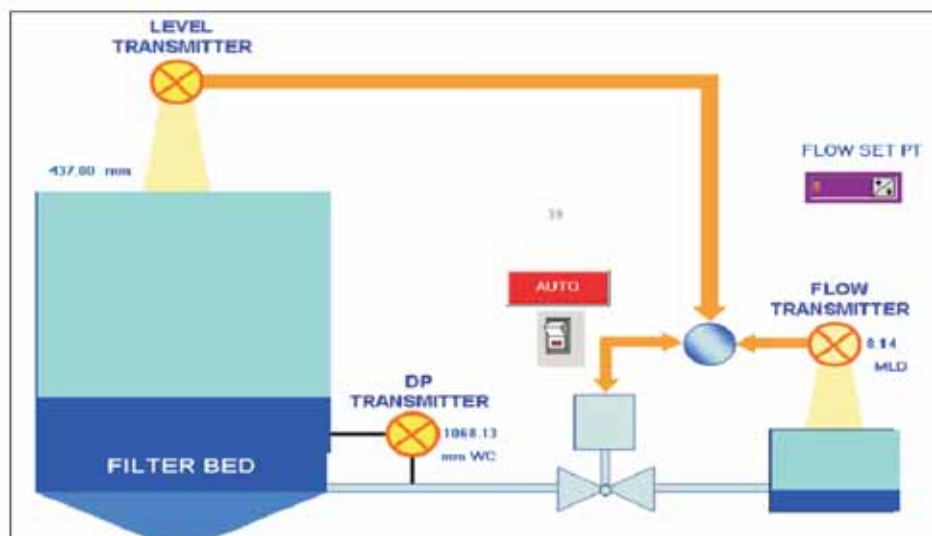 LEVEL
TRANSMITTER
437.00 mm
FLOW SET PT
39
AUTO
FLOW
TRANSMITTER
8.14
MLD
DP
TRANSMITTER
1068.13
mm WC
FILTER BED